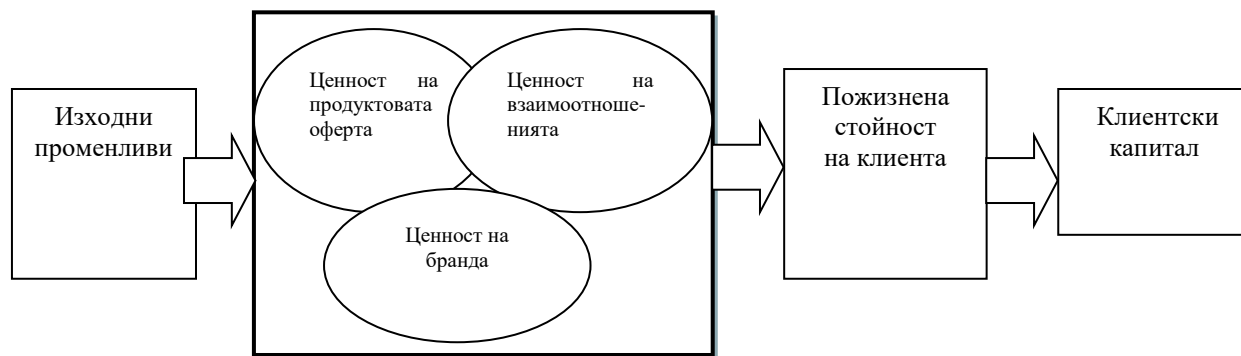 Изходни
променливи
Ценност на
продуктовата
оферта
Ценност на
взаимоотноше-
нията
Ценност на
бранда
Пожизнена
стойност
на клиента
Клиентски
капитал